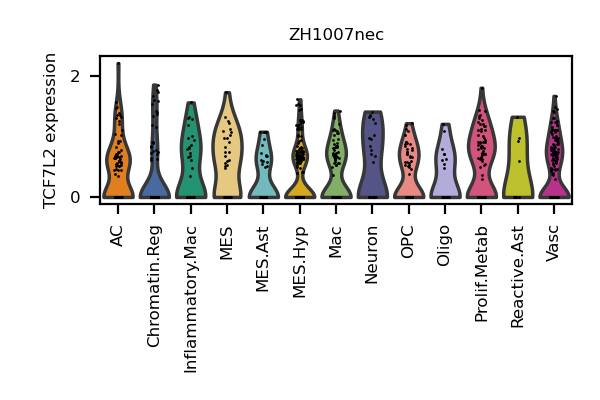 ZH1007nec
TCF7L2 expression
2
0
AC
Chromatin.Reg
Inflammatory.Mac
MES
MES.Ast
MES.Hyp
Mac
Neuron
OPC
Oligo
Prolif.Metab
Reactive.Ast
Vasc